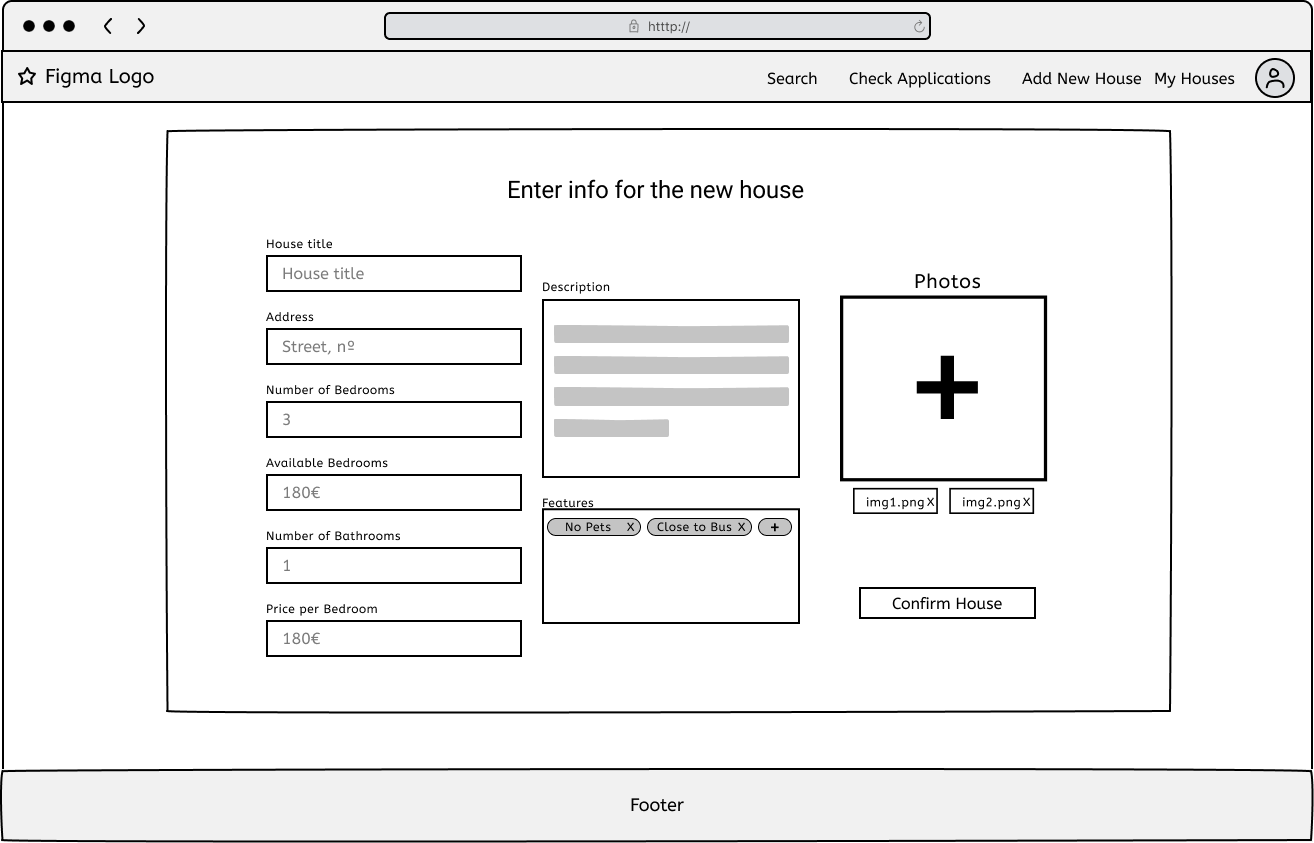 htttp://
Figma Logo
Search
Check Applications
Add New House
My Houses
Enter info for the new house
House title
House title
Address
Street, nº
Number of Bedrooms
3
Available Bedrooms
180€
Number of Bathrooms
1
Price per Bedroom
180€
Description
Features
No Pets X
Close to Bus X
+
Photos
img1.png X
img2.png X
Confirm House
Footer